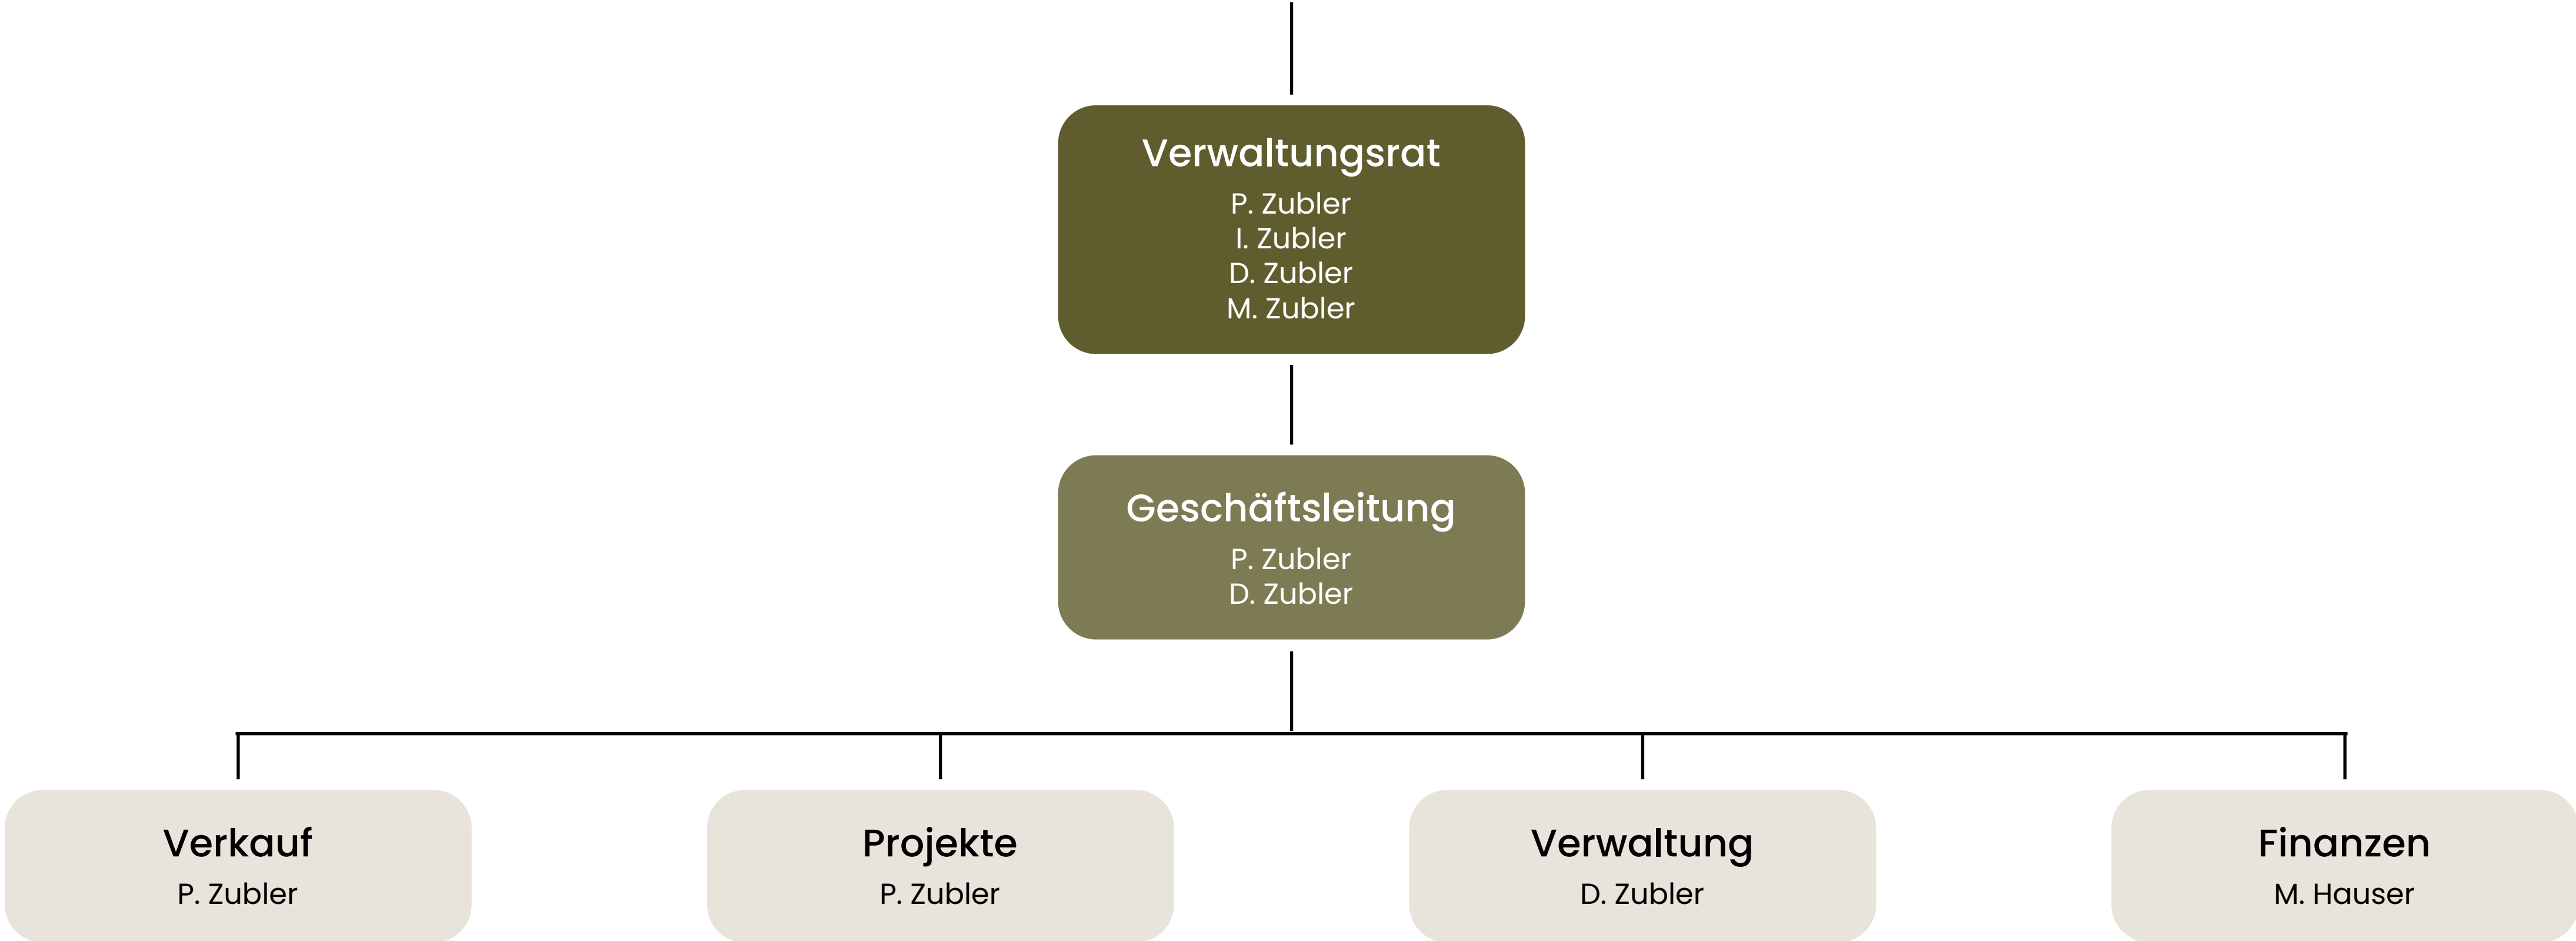 Verwaltungsrat
P. Zubler
I. Zubler
D. Zubler
M. Zubler
Geschäftsleitung
P. Zubler
D. Zubler
Verkauf
P. Zubler
Projekte
P. Zubler
Verwaltung
D. Zubler
Finanzen
M. Hauser